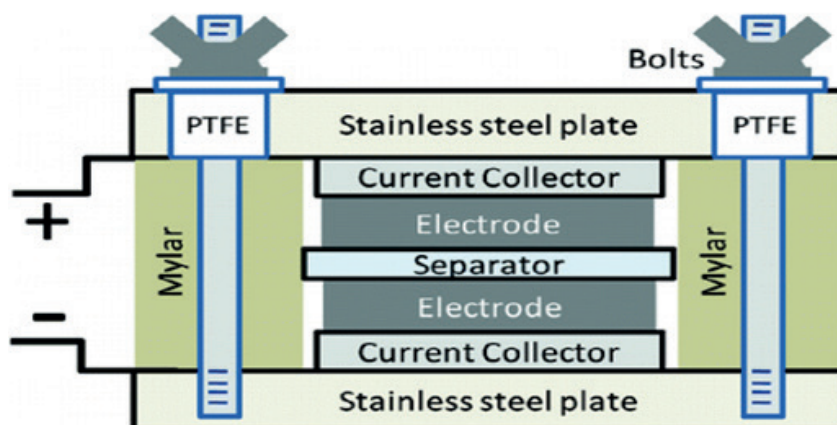 Bolts
PTFE
Stainless steel plate
PTFE
Current Collector
+
Electrode
Mylar
Separator
Mylar
-
Electrode
Current Collector
Stainless steel plate